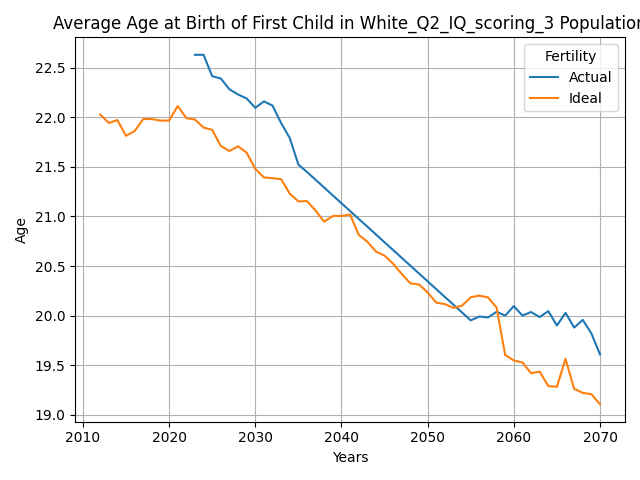 Average Age at Birth of First Child in White_Q2_IQ_scoring_3 Population
Fertility
Actual
Ideal
Age
22.5
22.0
21.5
21.0
20.5
20.0
19.5
19.0
2010 2020 2030 2040 2050 2060 2070
Years